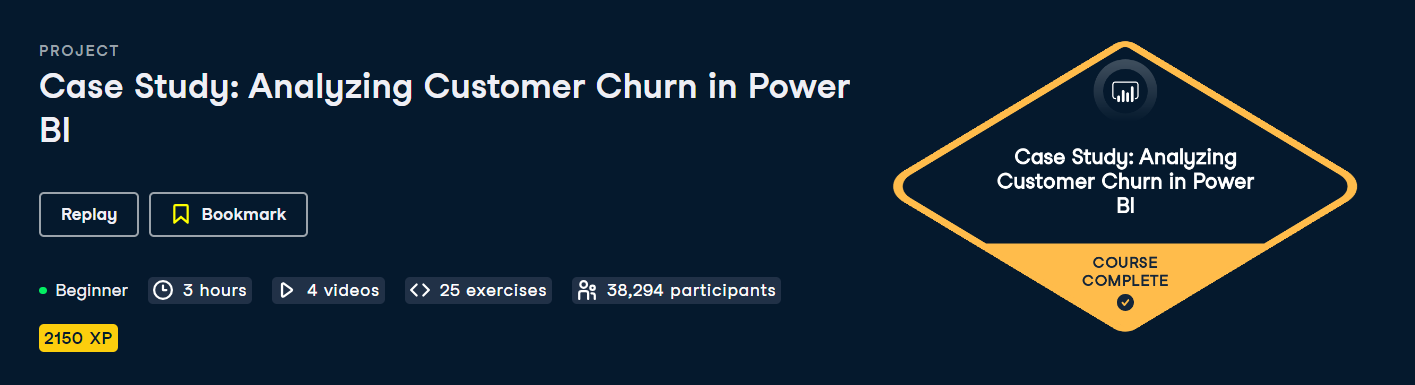 PROJECT
Case Study: Analyzing Customer Churn in Power
BI
Replay
Bookmark
Beginner
3 hours
4 videos
25 exercises
38,294 participants
2150 XP
Case Study: Analyzing
Customer Churn in Power
BI
COURSE
COMPLETE